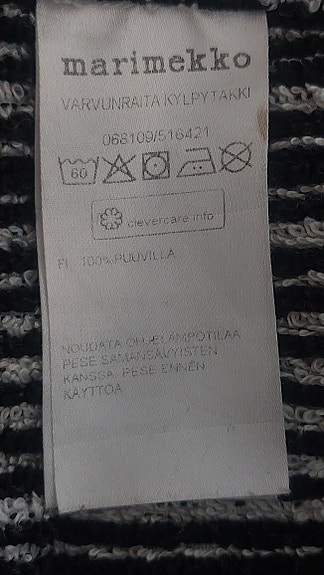 marimekko
VARVUNRAITA KYLPYTAKKI
068109/516421
60
clevercare.info
FI 100% PUUVILLA
NOUDATA OHJELÄMPÖTILAA
PESE SAMANSÄVYISTEN
KANSSA, PESE ENNEN
KÄYTTÖÄ